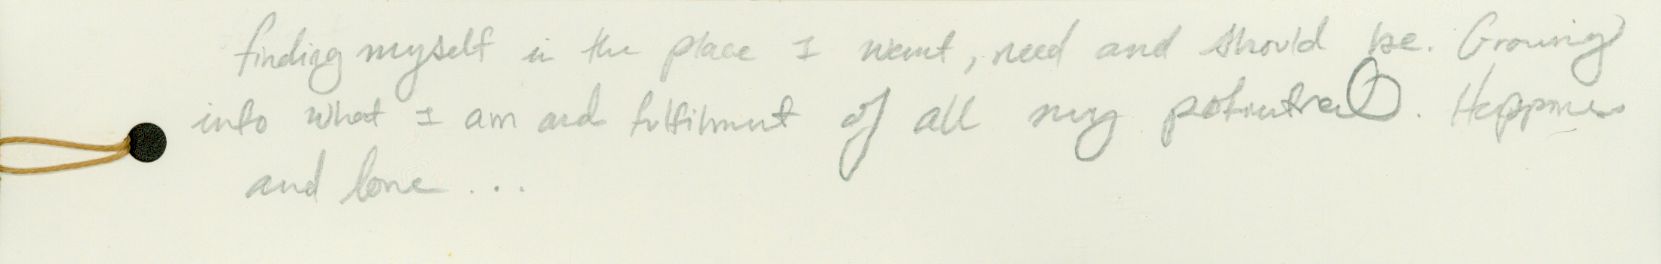 finding myself in the place I want, need and should be. Growing
into what I am and fulfilment of all my potential. Happiness
and love ...